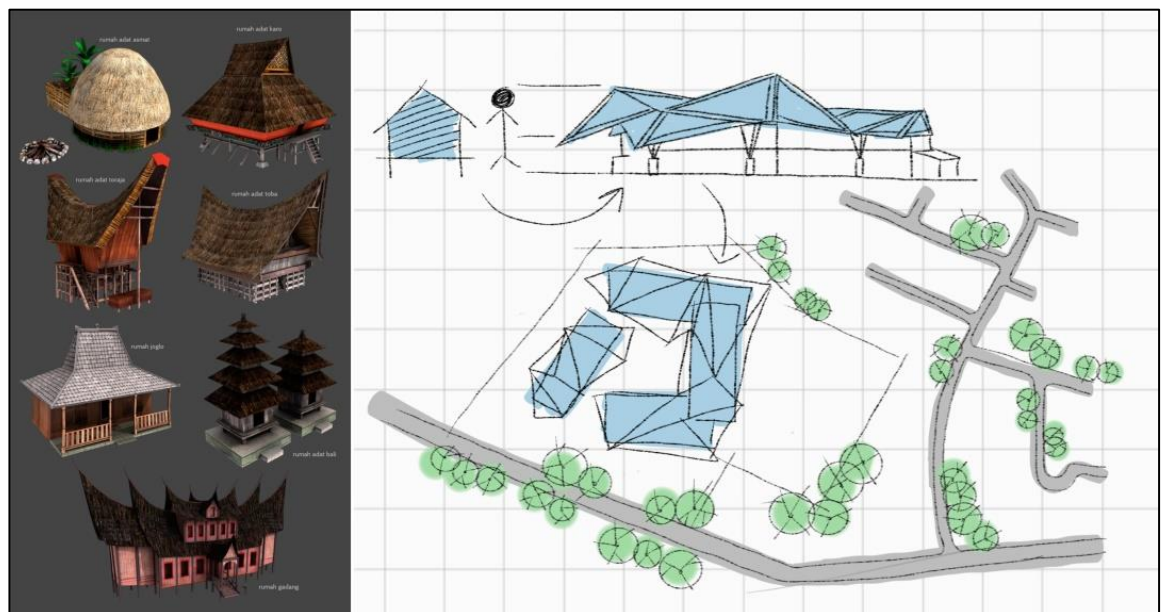 rumah adat asmat
rumah adat karo
rumah adat toraja
rumah adat toba
rumah joglo
rumah adat bali
rumah gadang